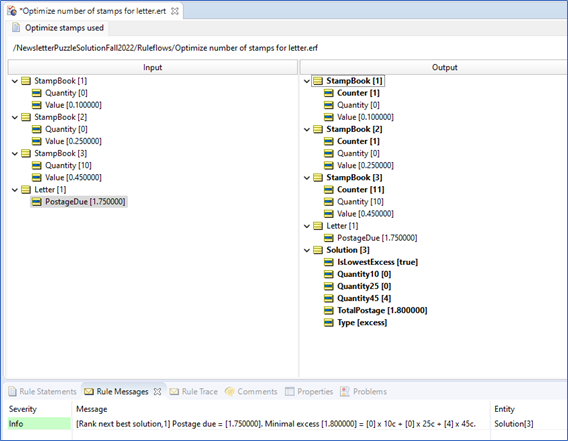 *Optimize number of stamps for letter.ert
Optimize stamps used
/NewsletterPuzzleSolutionFall2022/Ruleflows/Optimize number of stamps for letter.erf
Input
StampBook [1]
Quantity [0]
Value [0.100000]
StampBook [2]
Quantity [0]
Value [0.250000]
StampBook [3]
Quantity [10]
Value [0.450000]
Letter [1]
PostageDue [1.750000]
Output
StampBook [1]
Counter [1]
Quantity [0]
Value [0.100000]
StampBook [2]
Counter [1]
Quantity [0]
Value [0.250000]
StampBook [3]
Counter [11]
Quantity [10]
Value [0.450000]
Letter [1]
PostageDue [1.750000]
Solution [3]
IsLowestExcess [true]
Quantity10 [0]
Quantity25 [0]
Quantity45 [4]
TotalPostage [1.800000]
Type [excess]
Rule Statements Rule Messages Rule Trace Comments Properties Problems
Severity Message Entity
Info [Rank next best solution,1] Postage due = [1.750000]. Minimal excess [1.800000] = [0] x 10c + [0] x 25c + [4] x 45c. Solution[3]